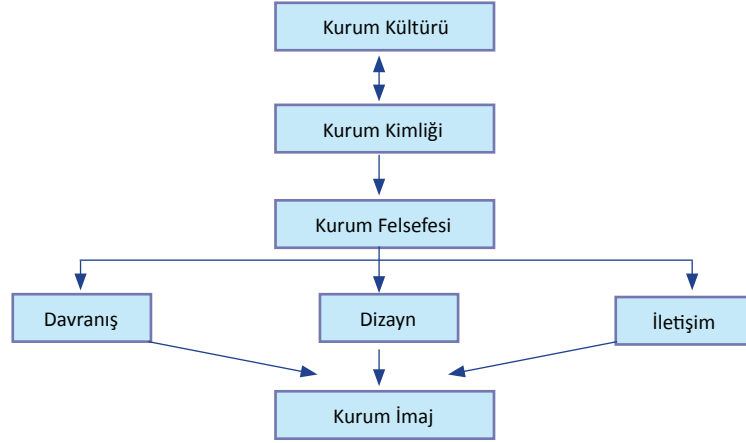 Kurum Kültürü
Kurum Kimliği
Kurum Felsefesi
Davranış
Dizayn
İletişim
Kurum İmaj